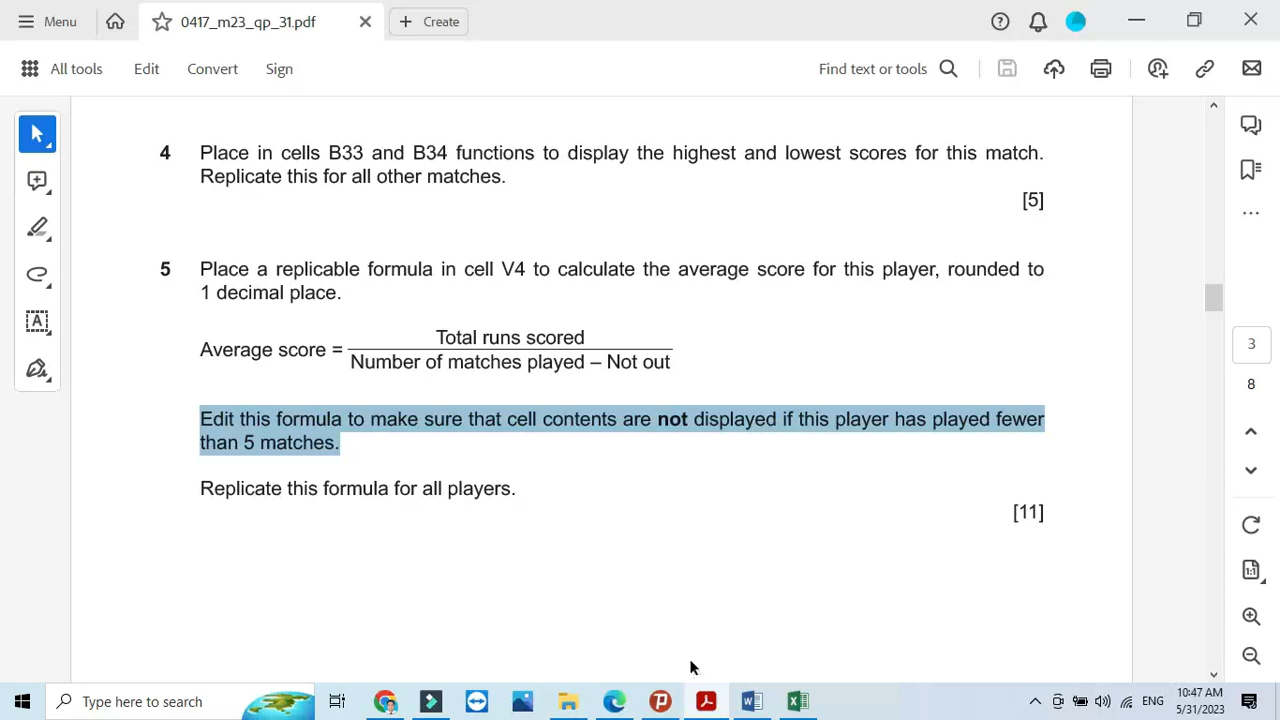 Menu
0417_m23_qp_31.pdf
Create
All tools
Edit
Convert
Sign
Find text or tools
4 Place in cells B33 and B34 functions to display the highest and lowest scores for this match.
Replicate this for all other matches.
[5]
5 Place a replicable formula in cell V4 to calculate the average score for this player, rounded to
1 decimal place.
Total runs scored
Average score =
Number of matches played – Not out
Edit this formula to make sure that cell contents are not displayed if this player has played fewer
than 5 matches.
Replicate this formula for all players.
[11]
3
8
1:1
Type here to search
ENG
10:47 AM
5/31/2023